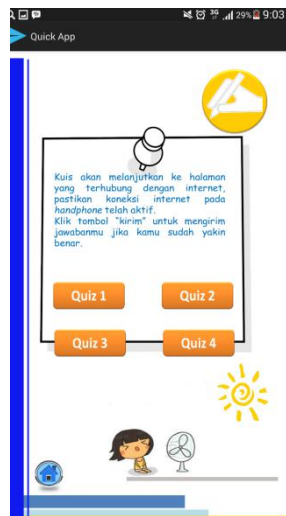 3G 29% 9:03
Quick App
Kuis akan melanjutkan ke halaman
yang terhubung dengan internet,
pastikan koneksi internet pada
handphone telah aktif.
Klik tombol "kirim" untuk mengirim
jawabanmu jika kamu sudah yakin
benar.
Quiz 1 Quiz 2
Quiz 3 Quiz 4